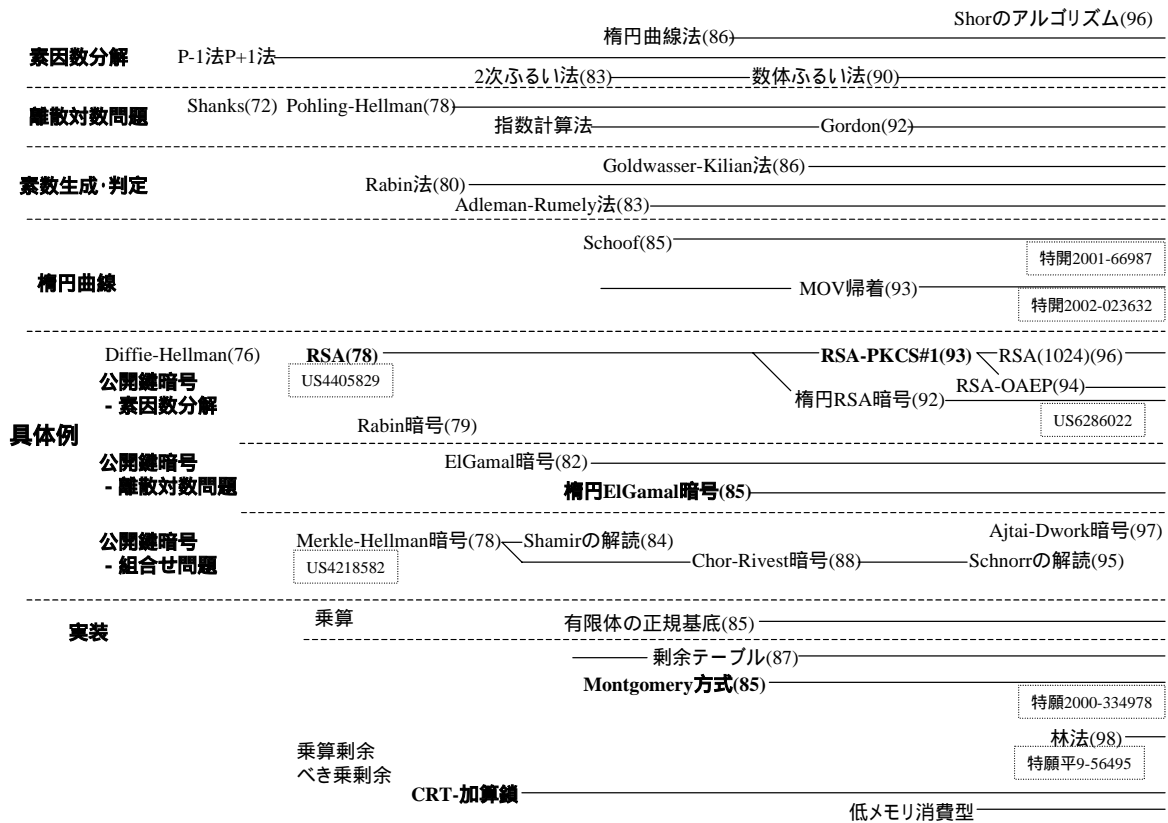 Shorのアルゴリズム(96)
楕円曲線法(86)
素因数分解 P-1法P+1法
2次ふるい法(83) 数体ふるい法(90)
離散対数問題 Shanks(72) Pohling-Hellman(78)
指数計算法 Gordon(92)
Goldwasser-Kilian法(86)
素数生成・判定 Rabin法(80)
Adleman-Rumely法(83)
Schoof(85)
特開2001-66987
楕円曲線
MOV帰着(93)
特開2002-023632
Diffie-Hellman(76) RSA(78) RSA-PKCS#1(93) RSA(1024)(96)
公開鍵暗号
- 素因数分解
US4405829
RSA-OAEP(94)
楕円RSA暗号(92)
US6286022
具体例
Rabin暗号(79)
公開鍵暗号
- 離散対数問題
ElGamal暗号(82)
楕円ElGamal暗号(85)
公開鍵暗号
- 組合せ問題
Merkle-Hellman暗号(78) Shamirの解読(84)
Ajtai-Dwork暗号(97)
US4218582
Chor-Rivest暗号(88) Schnorrの解読(95)
実装
乗算
有限体の正規基底(85)
剰余テーブル(87)
Montgomery方式(85)
特願2000-334978
林法(98)
特願平9-56495
乗算剰余
べき乗剰余
CRT-加算鎖
低メモリ消費型